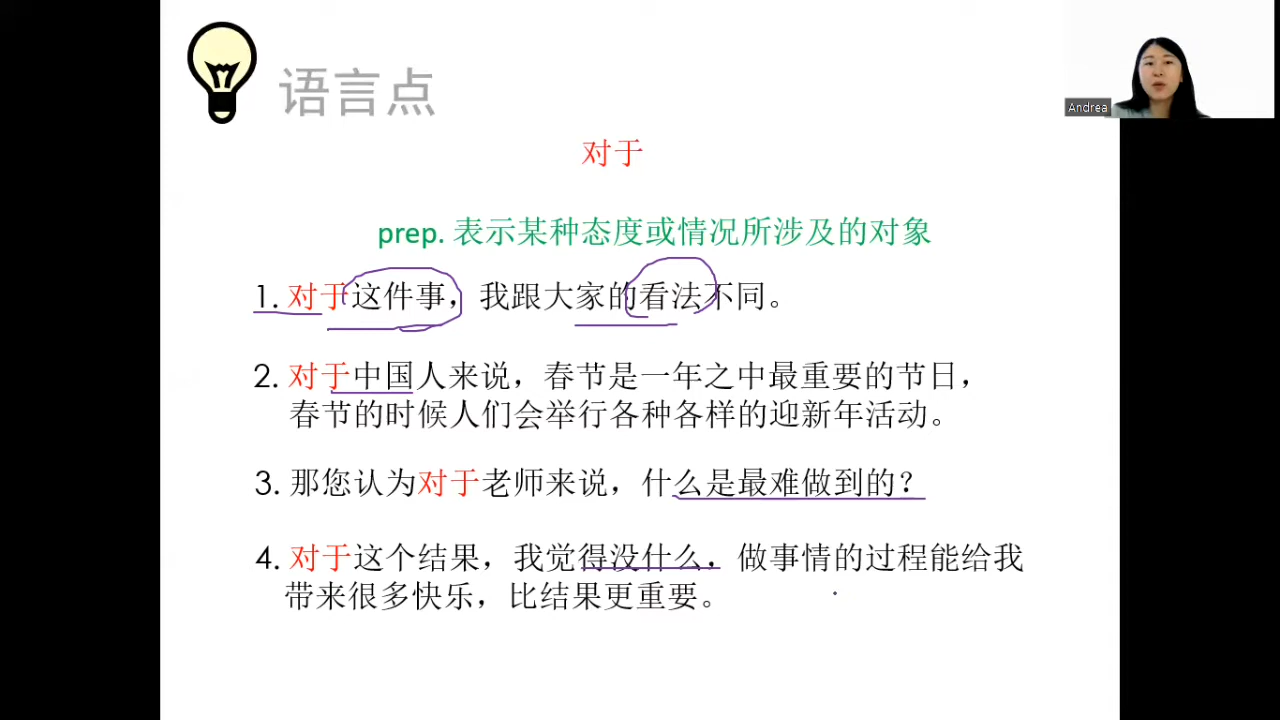 语言点
Andrea
对于
prep. 表示某种态度或情况所涉及的对象
1. 对于这件事，我跟大家的看法不同。
2. 对于中国人来说，春节是一年之中最重要的节日，
春节的时候人们会举行各种各样的迎新年活动。
3. 那您认为对于老师来说，什么是最难做到的？
4. 对于这个结果，我觉得没什么，做事情的过程能给我
带来很多快乐，比结果更重要。